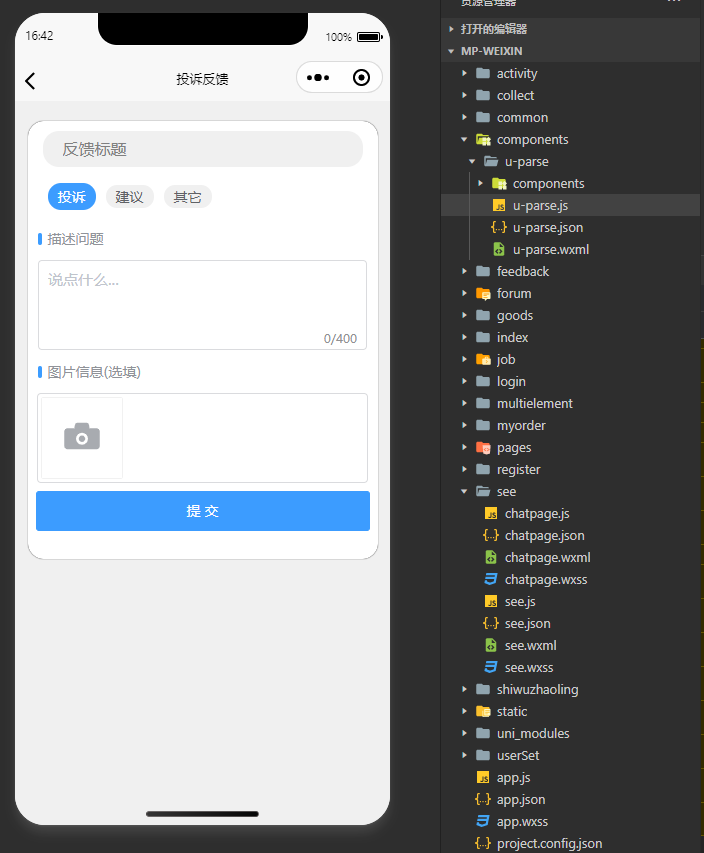 16:42
100%
投诉反馈
反馈标题
投诉 建议 其它
描述问题
说点什么...
0/400
图片信息(选填)
提 交
资源管理器
打开的编辑器
MP-WEIXIN
activity
collect
common
components
u-parse
components
JS u-parse.js
{..} u-parse.json
u-parse.wxml
feedback
forum
goods
index
job
login
multielement
myorder
pages
register
see
JS chatpage.js
{..} chatpage.json
chatpage.wxml
chatpage.wxss
JS see.js
{..} see.json
see.wxml
see.wxss
shiwuzhaoling
static
uni_modules
userSet
JS app.js
{..} app.json
app.wxss
{..} project.config.json